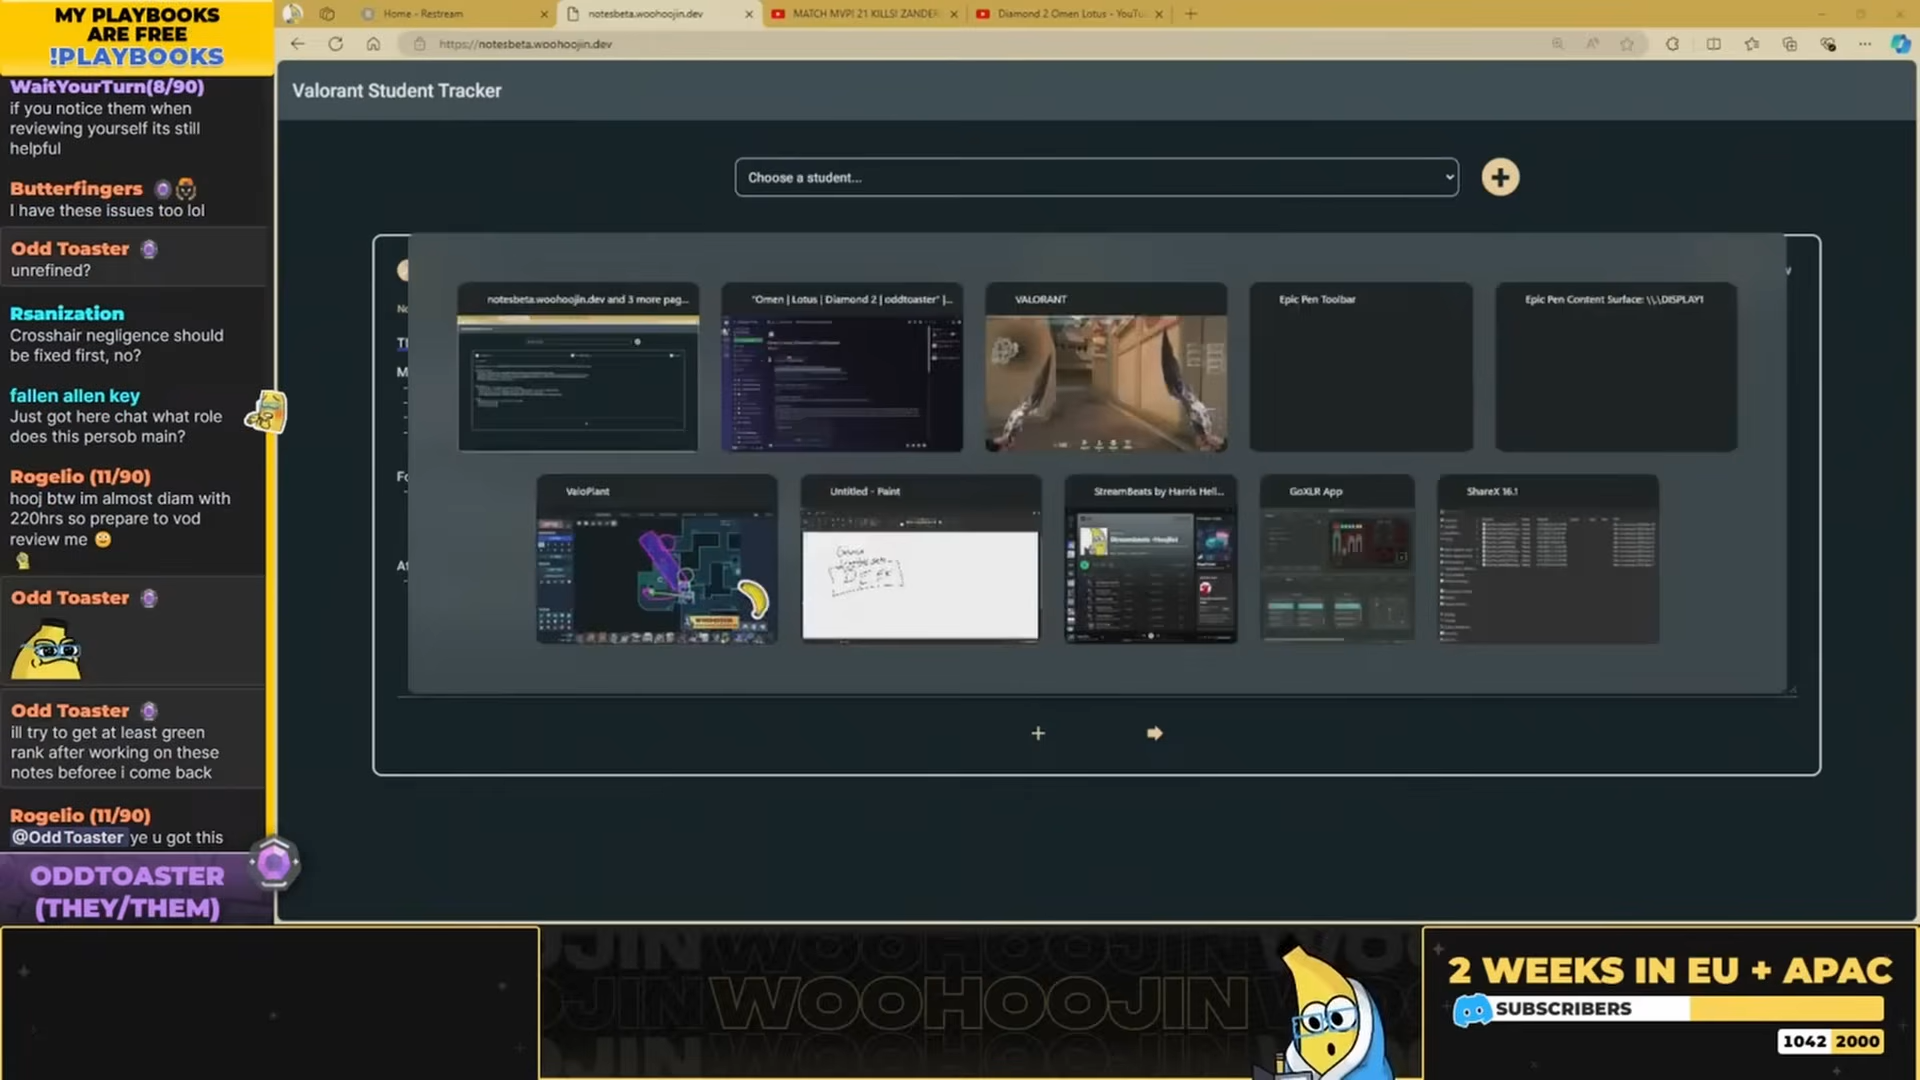 MY PLAYBOOKS
ARE FREE
!PLAYBOOKS
WaitYourTurn(8/90)
if you notice them when
reviewing yourself its still
helpful
Butterfingers
I have these issues too lol
Odd Toaster
unrefined?
Rsanization
Crosshair negligence should
be fixed first, no?
fallen allen key
Just got here chat what role
does this persob main?
Rogelio (11/90)
hooj btw im almost diam with
220hrs so prepare to vod
review me
Odd Toaster
Odd Toaster
ill try to get at least green
rank after working on these
notes beforee i come back
Rogelio (11/90)
@Odd Toaster ye u got this
ODDTOASTER
(THEY/THEM)
Home - Restream
notesbeta.woohoojin.dev
MATCH MVP! 21 KILLS! ZANDER
Diamond 2 Omen Lotus - YouTu
https://notesbeta.woohoojin.dev
Valorant Student Tracker
Choose a student...
notesbeta.woohoojin.dev and 3 more pag...
"Omen | Lotus | Diamond 2 | oddtoaster" |...
VALORANT
Epic Pen Toolbar
Epic Pen Content Surface: \\.\DISPLAY1
ValoPlant
Untitled - Paint
StreamBeats by Harris Hell...
GoXLR App
ShareX 16.1
WOOHOOJIN
2 WEEKS IN EU + APAC
SUBSCRIBERS
1042 2000